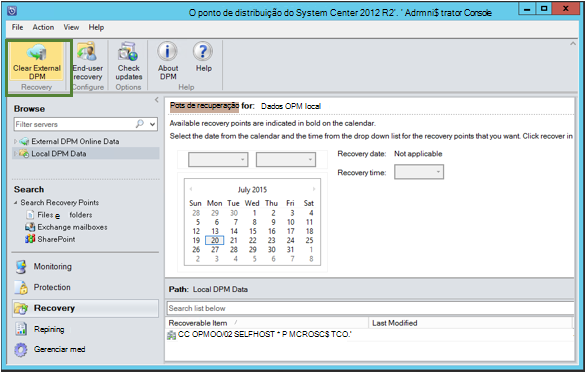 O ponto de distribuição do System Center 2012 R2'. ' Adrmni$ trator Console
File Action View Help
Clear External DPM
End-user recovery
Check updates
About DPM
Help
Recovery Configure Options Help
Browse
Filter servers
External DPM Online Data
Local DPM Data
Search
Search Recovery Points
Files e folders
Exchange mailboxes
SharePoint
Monitoring
Protection
Recovery
Repining
Gerenciar med
Pots de recuperação for: Dados OPM local
Available recovery points are indicated in bold on the calendar.
Select the date from the calendar and the time from the drop down list for the recovery points that you want. Click recover in
Recovery date: Not applicable
Recovery time:
July 2015
Sun Mon Tue Wed Thu Fri Sat
28 29 30 1 2 3 4
5 6 7 8 9 10 11
12 13 14 15 16 17 18
19 20 21 22 23 24 25
26 27 28 29 30 31 1
2 3 4 5 6 7 8
Path: Local DPM Data
Search list below
Recoverable Item / Last Modified
CC OPMOO/02 SELFHOST * P MCROSC$ TCO.'